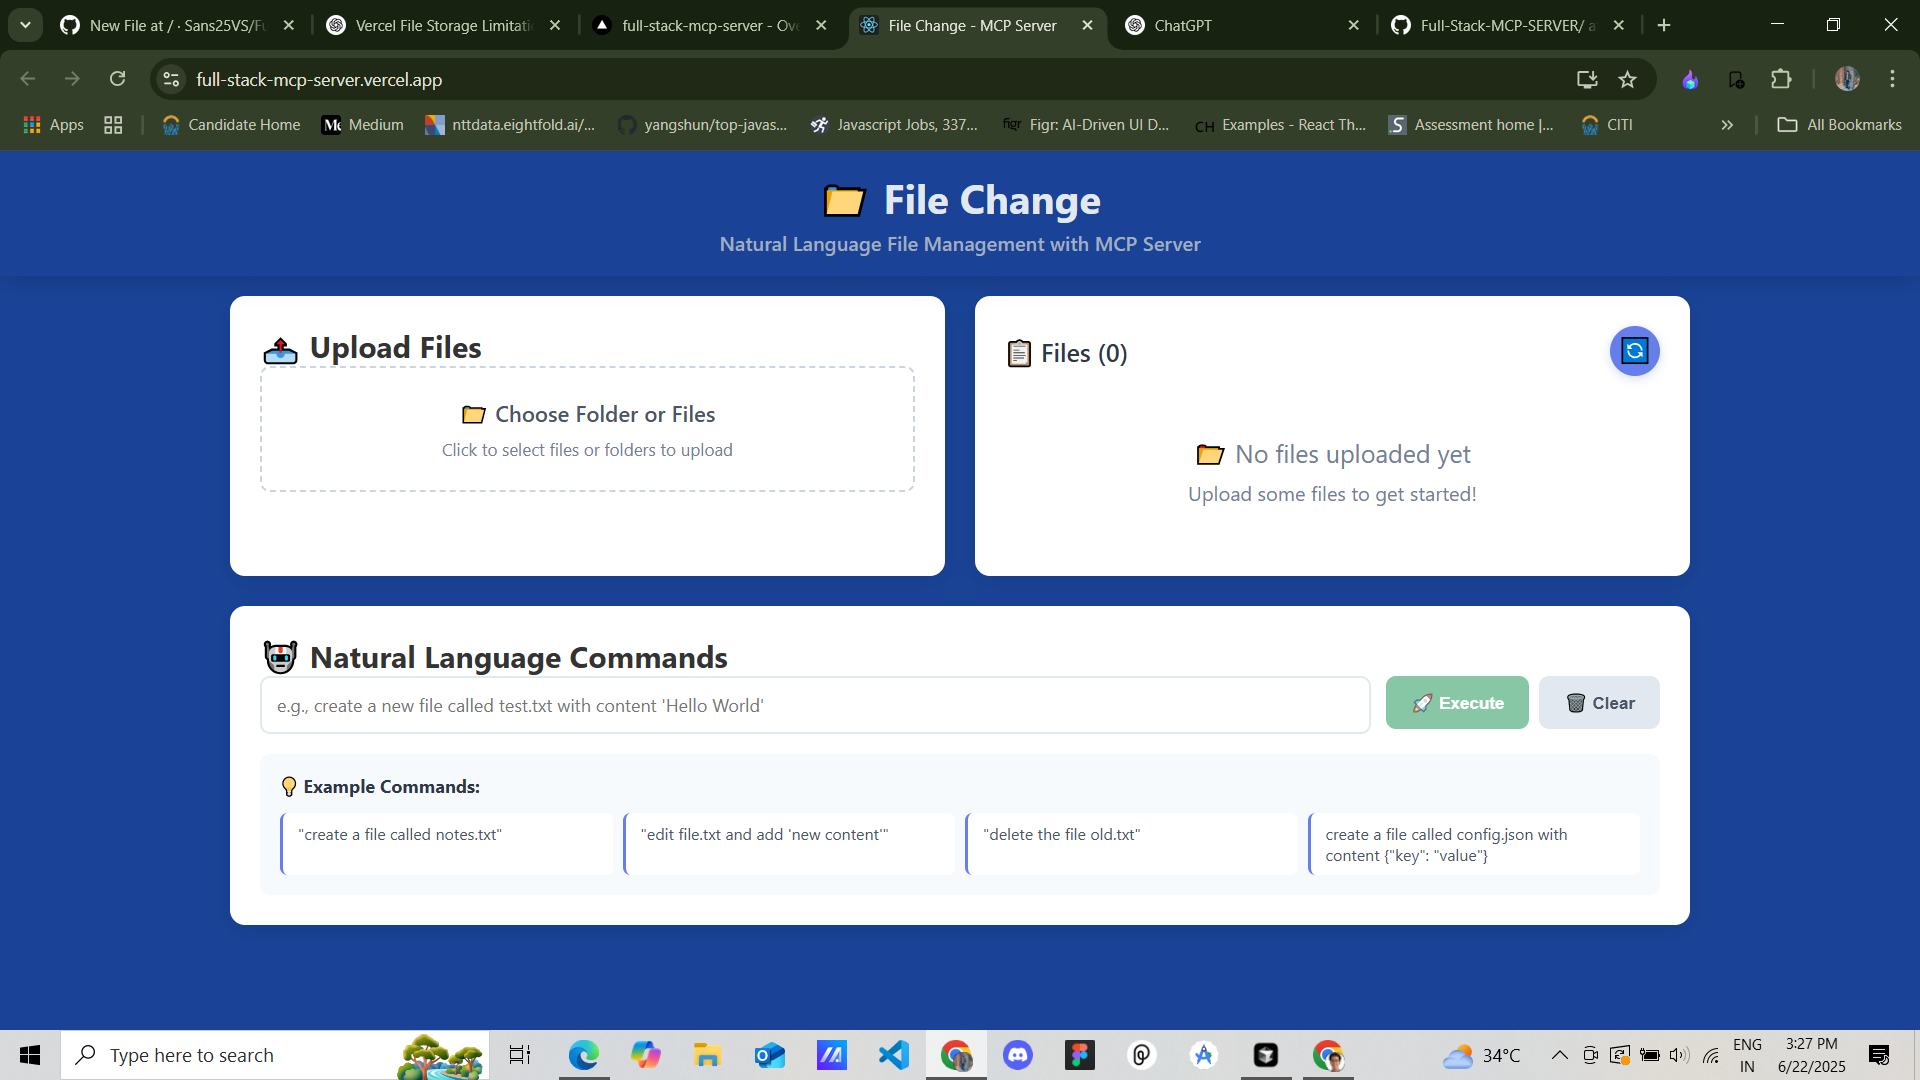 New File at / · Sans25VS/Fu
Vercel File Storage Limitatio
full-stack-mcp-server - Ove
File Change - MCP Server
ChatGPT
Full-Stack-MCP-SERVER/ a
full-stack-mcp-server.vercel.app
Apps
Candidate Home
Medium
nttdata.eightfold.ai/...
yangshun/top-javas...
Javascript Jobs, 337...
figr
Figr: AI-Driven UI D...
CH
Examples - React Th...
Assessment home |...
CITI
All Bookmarks
File Change
Natural Language File Management with MCP Server
Upload Files
Choose Folder or Files
Click to select files or folders to upload
Files (0)
No files uploaded yet
Upload some files to get started!
Natural Language Commands
e.g., create a new file called test.txt with content 'Hello World'
Execute
Clear
Example Commands:
"create a file called notes.txt"
"edit file.txt and add 'new content'"
"delete the file old.txt"
create a file called config.json with
content {"key": "value"}
Type here to search
34°C
ENG
IN
3:27 PM
6/22/2025